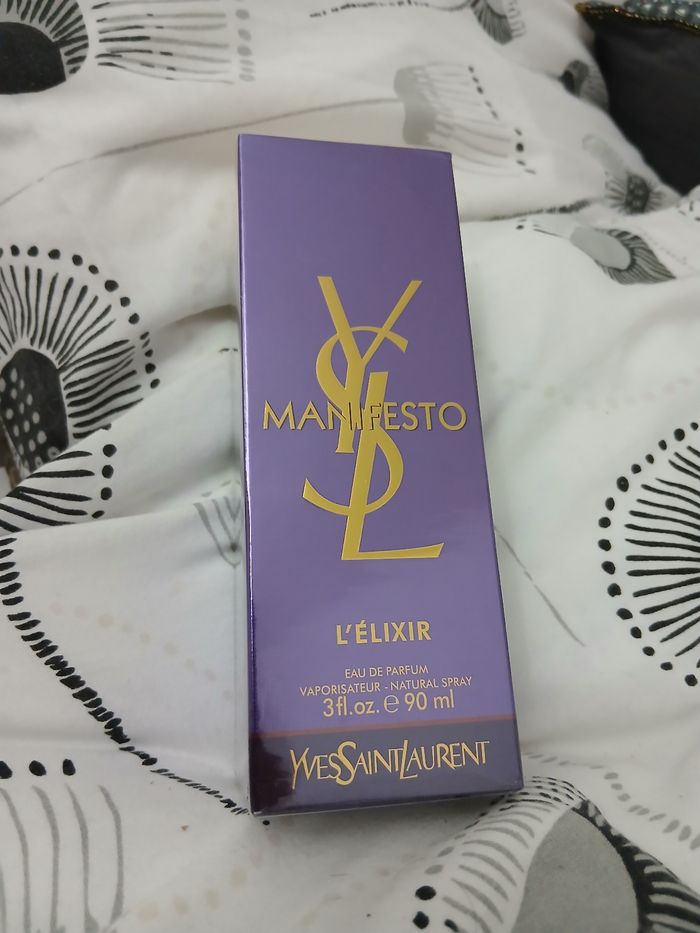 YSL
MANIFESTO
L'ÉLIXIR
EAU DE PARFUM
VAPORISATEUR - NATURAL SPRAY
3fl.oz. ℮ 90 ml
YVESSAINTLAURENT